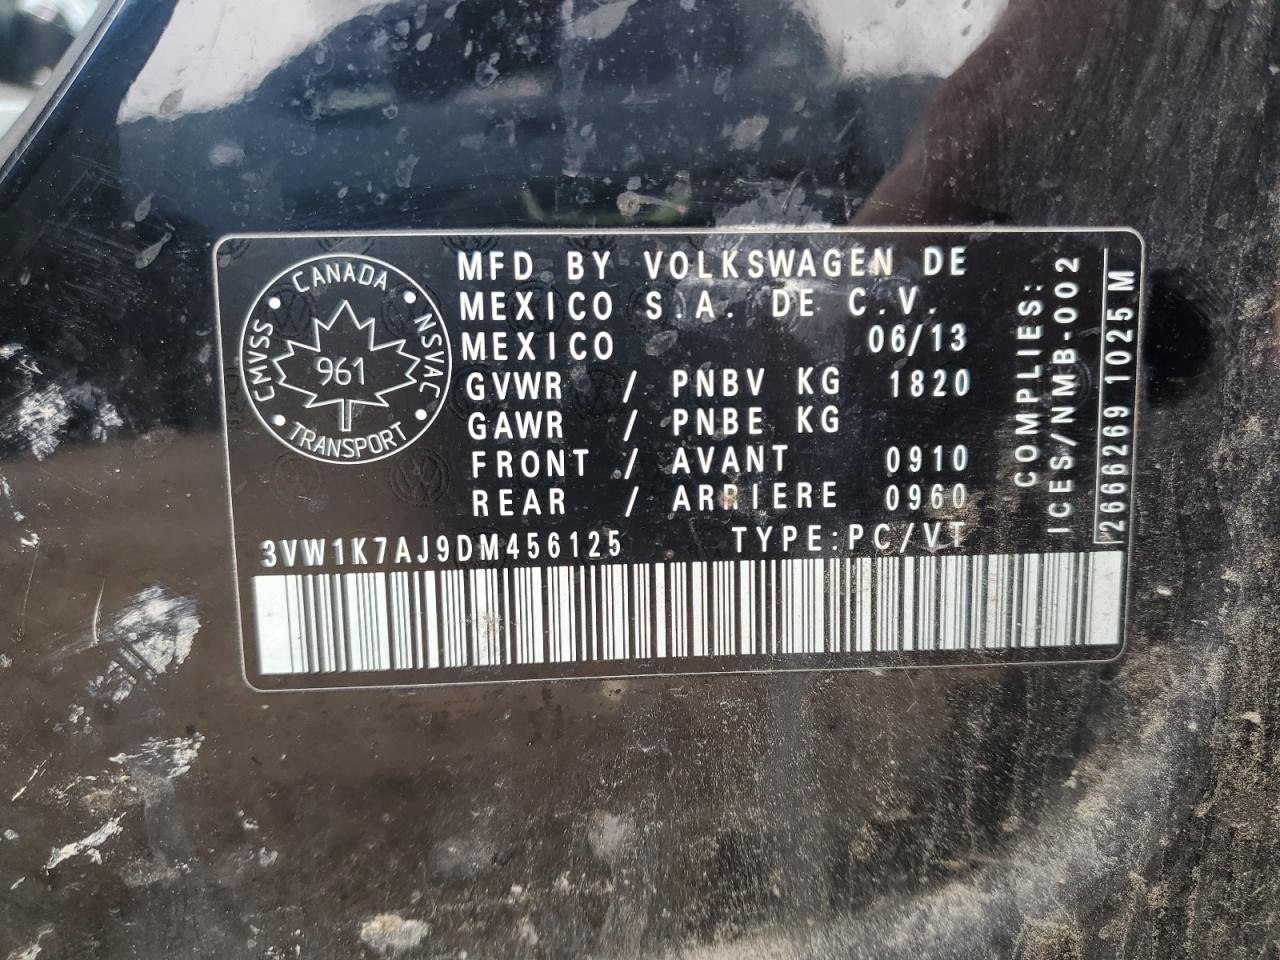 CANADA
CMVSS
NSVAC
961
TRANSPORT
MFD BY VOLKSWAGEN DE
MEXICO S.A. DE C.V.
MEXICO 06/13
GVWR / PNBV KG 1820
GAWR / PNBE KG
FRONT / AVANT 0910
REAR / ARRIERE 0960
3VW1K7AJ9DM456125 TYPE:PC/VT
COMPLIES:
ICES/NMB-002
2666269 1025 M